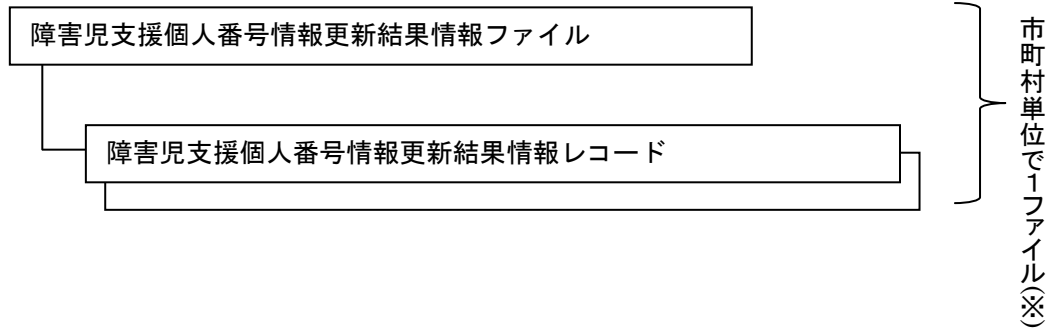 障害児支援個人番号情報更新結果情報ファイル
障害児支援個人番号情報更新結果情報レコード
市町村単位で1ファイル(※)